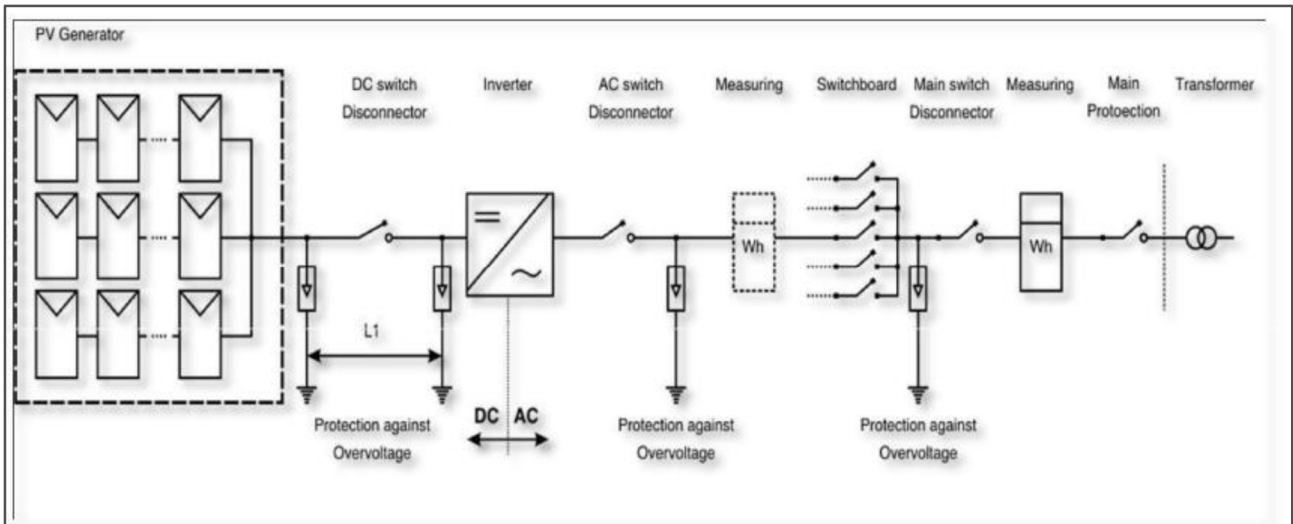 PV Generator
DC switch
Disconnector
Inverter
AC switch
Disconnector
Measuring
Switchboard
Main switch
Disconnector
Measuring
Main
Protoection
Transformer
Wh
Wh
L1
DC
AC
Protection against
Overvoltage
Protection against
Overvoltage
Protection against
Overvoltage